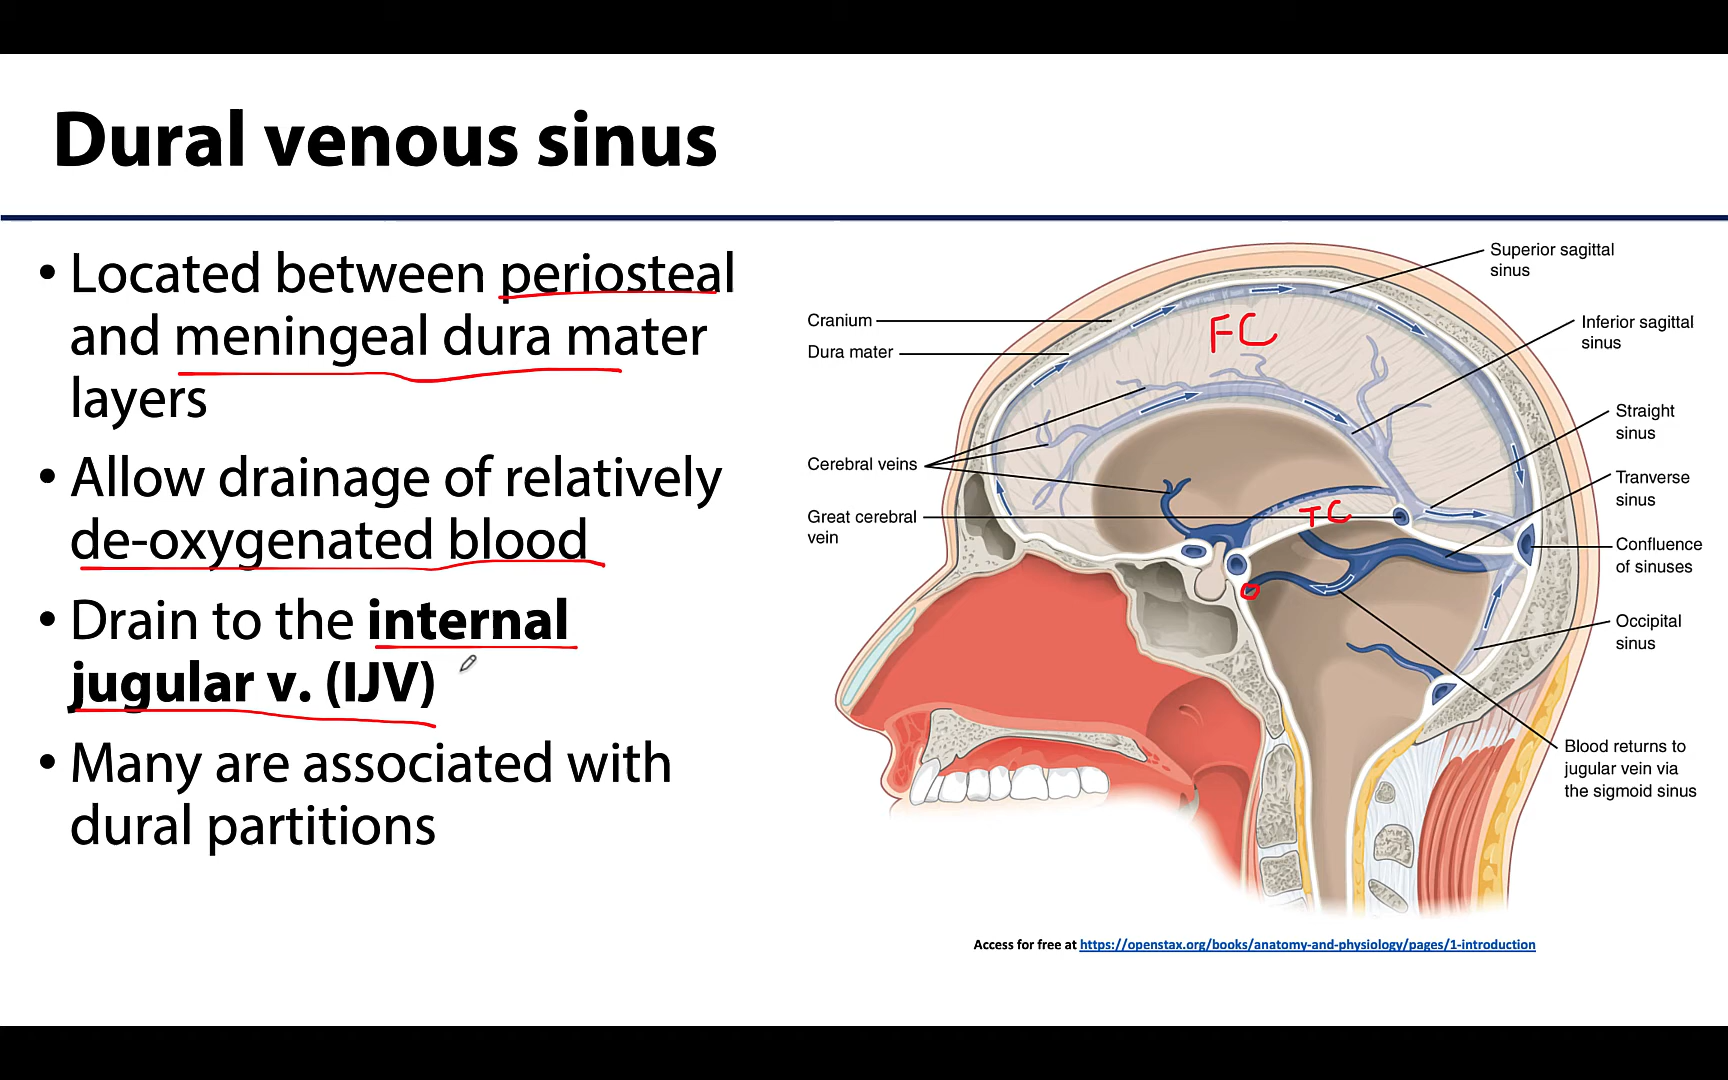 Dural venous sinus
• Located between periosteal
and meningeal dura mater
layers
• Allow drainage of relatively
de-oxygenated blood
• Drain to the internal
jugular v. (IJV)
• Many are associated with
dural partitions
Superior sagittal
sinus
Cranium
Dura mater
FC
Inferior sagittal
sinus
Straight
sinus
Cerebral veins
Tranverse
sinus
Great cerebral
vein
TC
Confluence
of sinuses
Occipital
sinus
Blood returns to
jugular vein via
the sigmoid sinus
Access for free at https://openstax.org/books/anatomy-and-physiology/pages/1-introduction